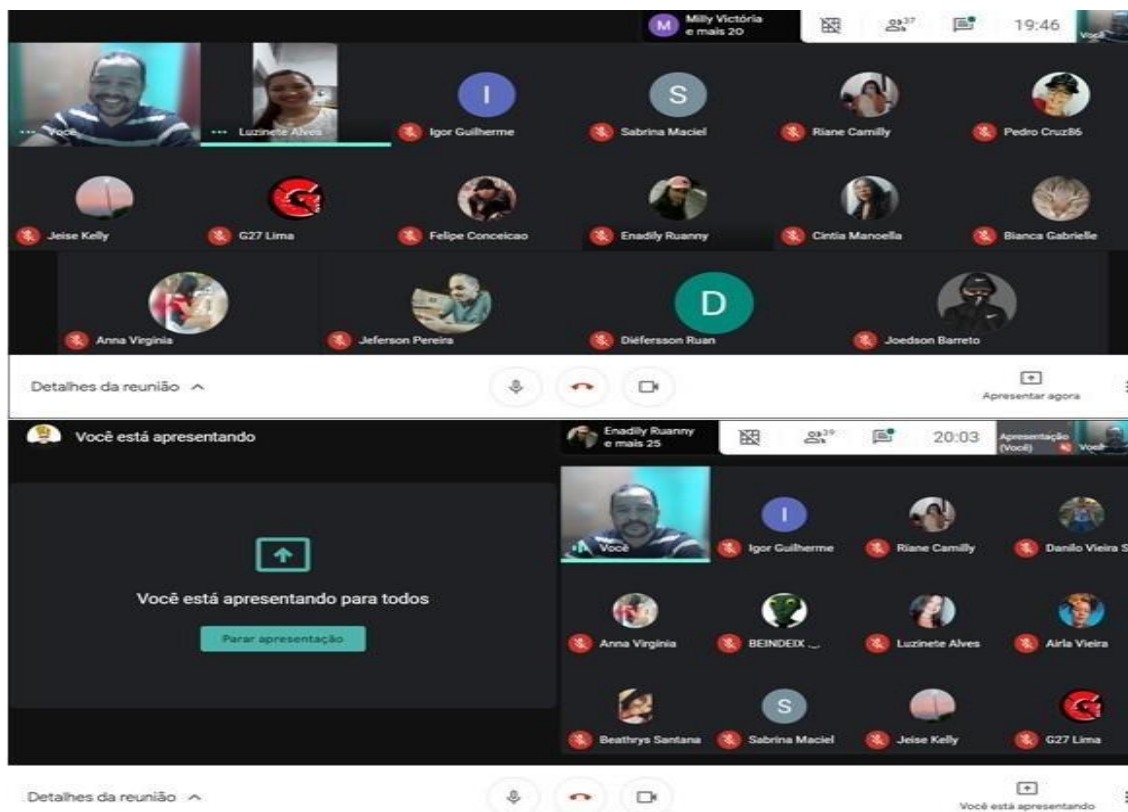 M Milly Victória
e mais 20
37
19:46
Você
Você
Luzinete Alves
I
Igor Guilherme
S
Sabrina Maciel
Riane Camilly
Pedro Cruz86
Jeise Kelly
G27 Lima
Felipe Conceicao
Enadily Ruanny
Cintia Manoella
Bianca Gabrielle
Anna Virginia
Jeferson Pereira
D
Diéfersson Ruan
Joedson Barreto
Detalhes da reunião
Apresentar agora
Você está apresentando
Enadily Ruanny
e mais 25
39
20:03
Apresentação
(Você)
Você
Você está apresentando para todos
Parar apresentação
Você
I
Igor Guilherme
Riane Camilly
Danilo Vieira S
Anna Virginia
BEINDEIX ._.
Luzinete Alves
Airla Vieira
Beathrys Santana
S
Sabrina Maciel
Jeise Kelly
G27 Lima
Detalhes da reunião
Você está apresentando